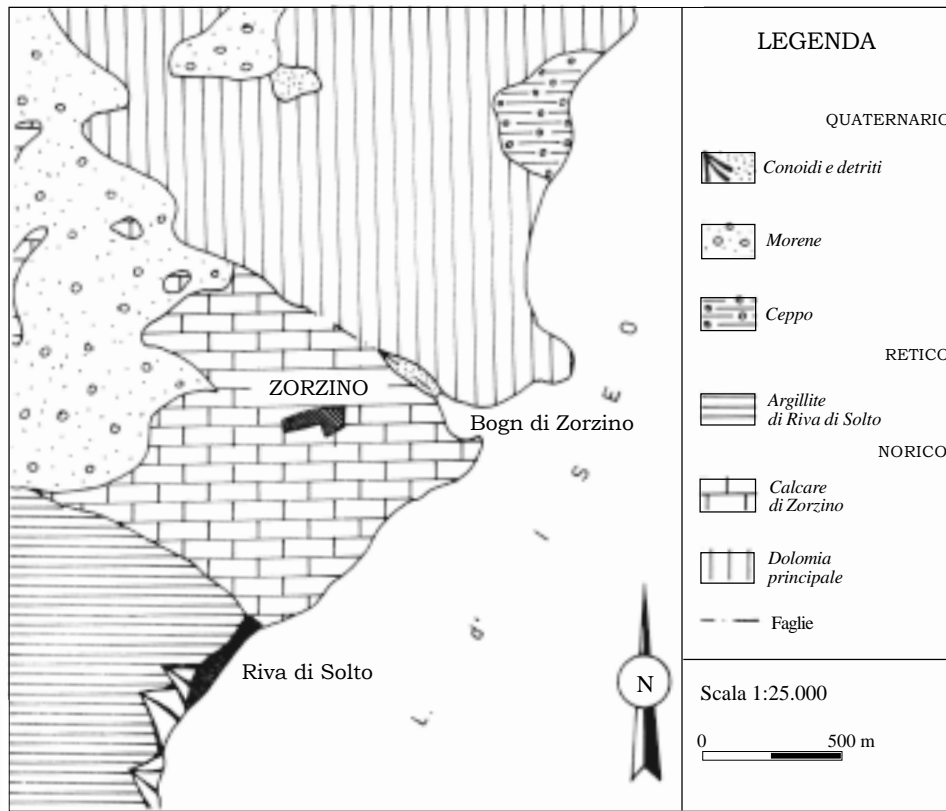 ZORZINO
Bogn di Zorzino
Riva di Solto
L. d' ISEO
N
LEGENDA
QUATERNARIO
Conoidi e detriti
Morene
Ceppo
RETICO
Argillite
di Riva di Solto
NORICO
Calcare
di Zorzino
Dolomia
principale
Faglie
Scala 1:25.000
0 500 m